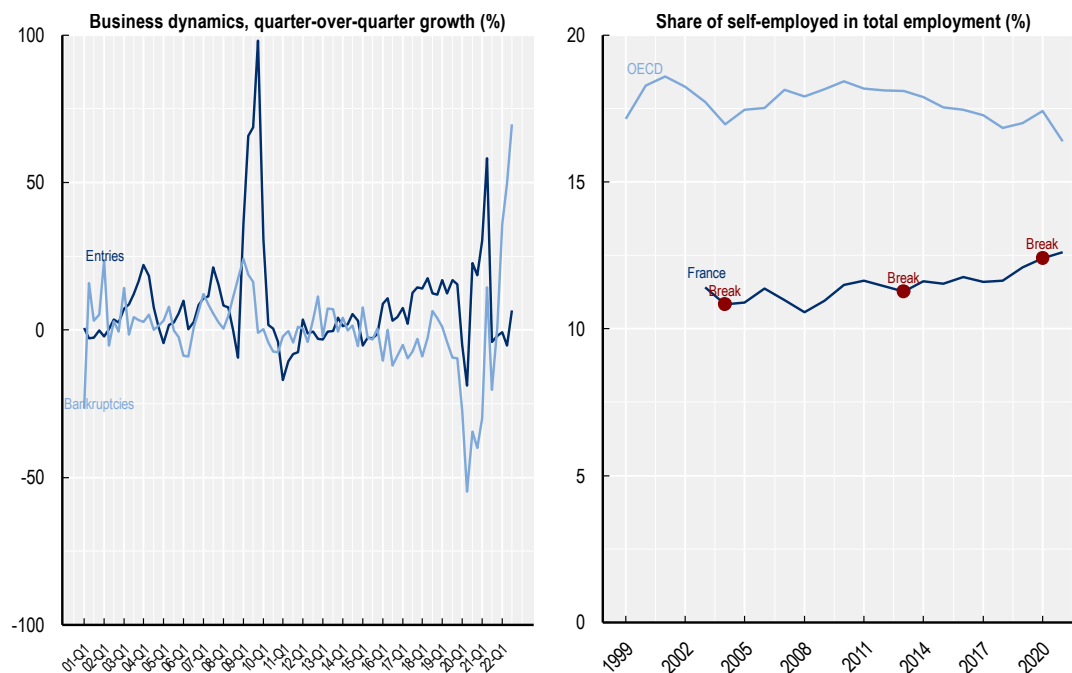 Business dynamics, quarter-over-quarter growth (%)
100
50
0
-50
-100
Entries
Bankruptcies
01-Q1
02-Q1
03-Q1
04-Q1
05-Q1
06-Q1
07-Q1
08-Q1
09-Q1
10-Q1
11-Q1
12-Q1
13-Q1
14-Q1
15-Q1
16-Q1
17-Q1
18-Q1
19-Q1
20-Q1
21-Q1
22-Q1
Share of self-employed in total employment (%)
20
15
10
5
0
OECD
France
Break
Break
Break
1999
2002
2005
2008
2011
2014
2017
2020